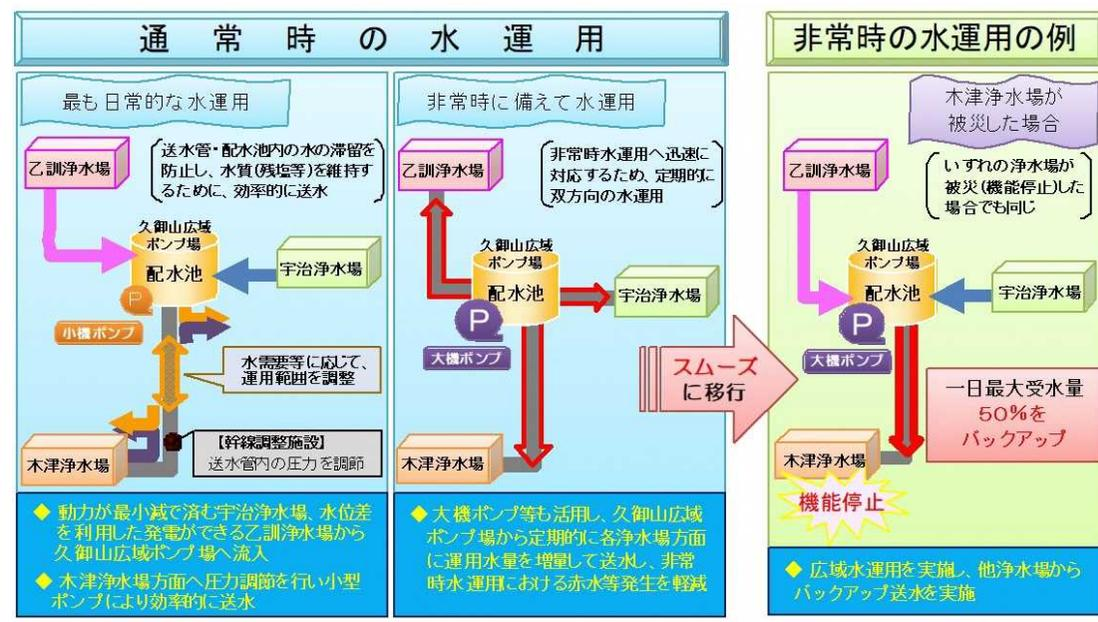 通常時の水運用
最も日常的な水運用
乙訓浄水場
送水管・配水池内の水の滞留を
防止し、水質(残塩等)を維持す
るために、効率的に送水
久御山広域
ポンプ場
配水池
宇治浄水場
P
小機ポンプ
水需要等に応じて、
運用範囲を調整
【幹線調整施設】
送水管内の圧力を調節
木津浄水場
◆ 動力が最小減で済む宇治浄水場、水位差
を利用した発電ができる乙訓浄水場から
久御山広域ポンプ場へ流入
◆ 木津浄水場方面へ圧力調節を行い小型
ポンプにより効率的に送水
非常時に備えて水運用
乙訓浄水場
非常時水運用へ迅速に
対応するため、定期的に
双方向の水運用
久御山広域
ポンプ場
配水池
宇治浄水場
P
大機ポンプ
木津浄水場
◆ 大機ポンプ等も活用し、久御山広域
ポンプ場から定期的に各浄水場方面
に運用水量を増量して送水し、非常
時水運用における赤水等発生を軽減
スムーズ
に移行
非常時の水運用の例
木津浄水場が
被災した場合
乙訓浄水場
いずれの浄水場が
被災(機能停止)した
場合でも同じ
久御山広域
ポンプ場
配水池
宇治浄水場
P
大機ポンプ
一日最大受水量
50%を
バックアップ
木津浄水場
機能停止
◆ 広域水運用を実施し、他浄水場から
バックアップ送水を実施